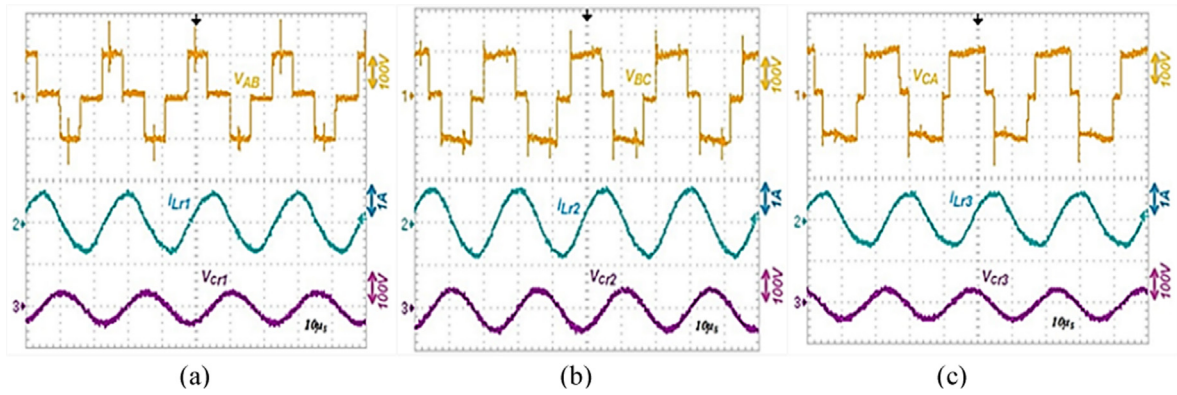 V_AB 100V
1
i_Lr1 1A
2
V_Cr1 100V
3
10μs
(a)
V_BC 100V
1
i_Lr2 1A
2
V_Cr2 100V
3
10μs
(b)
V_CA 100V
1
i_Lr3 1A
2
V_Cr3 100V
3
10μs
(c)